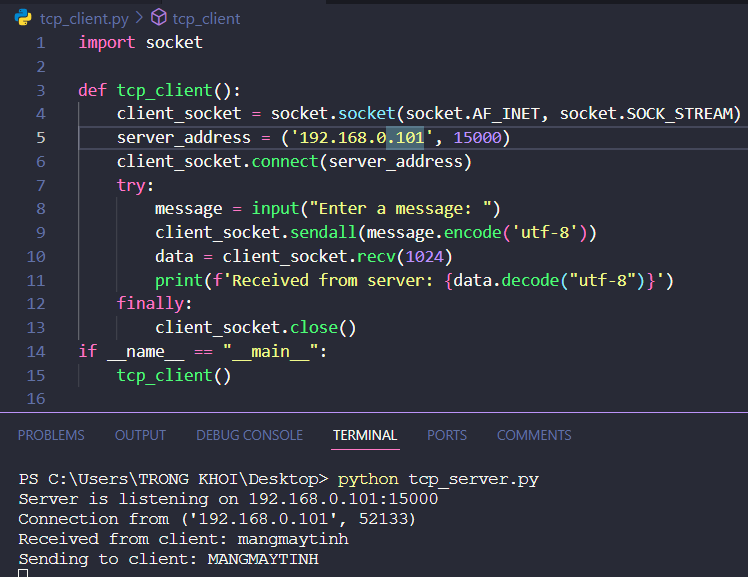 tcp_client.py > tcp_client
1 import socket
2
3 def tcp_client():
4     client_socket = socket.socket(socket.AF_INET, socket.SOCK_STREAM)
5     server_address = ('192.168.0.101', 15000)
6     client_socket.connect(server_address)
7     try:
8         message = input("Enter a message: ")
9         client_socket.sendall(message.encode('utf-8'))
10         data = client_socket.recv(1024)
11         print(f'Received from server: {data.decode("utf-8")}')
12     finally:
13         client_socket.close()
14 if __name__ == "__main__":
15     tcp_client()
16
PROBLEMS OUTPUT DEBUG CONSOLE TERMINAL PORTS COMMENTS
PS C:\Users\TRONG KHOI\Desktop> python tcp_server.py
Server is listening on 192.168.0.101:15000
Connection from ('192.168.0.101', 52133)
Received from client: mangmaytinh
Sending to client: MANGMAYTINH